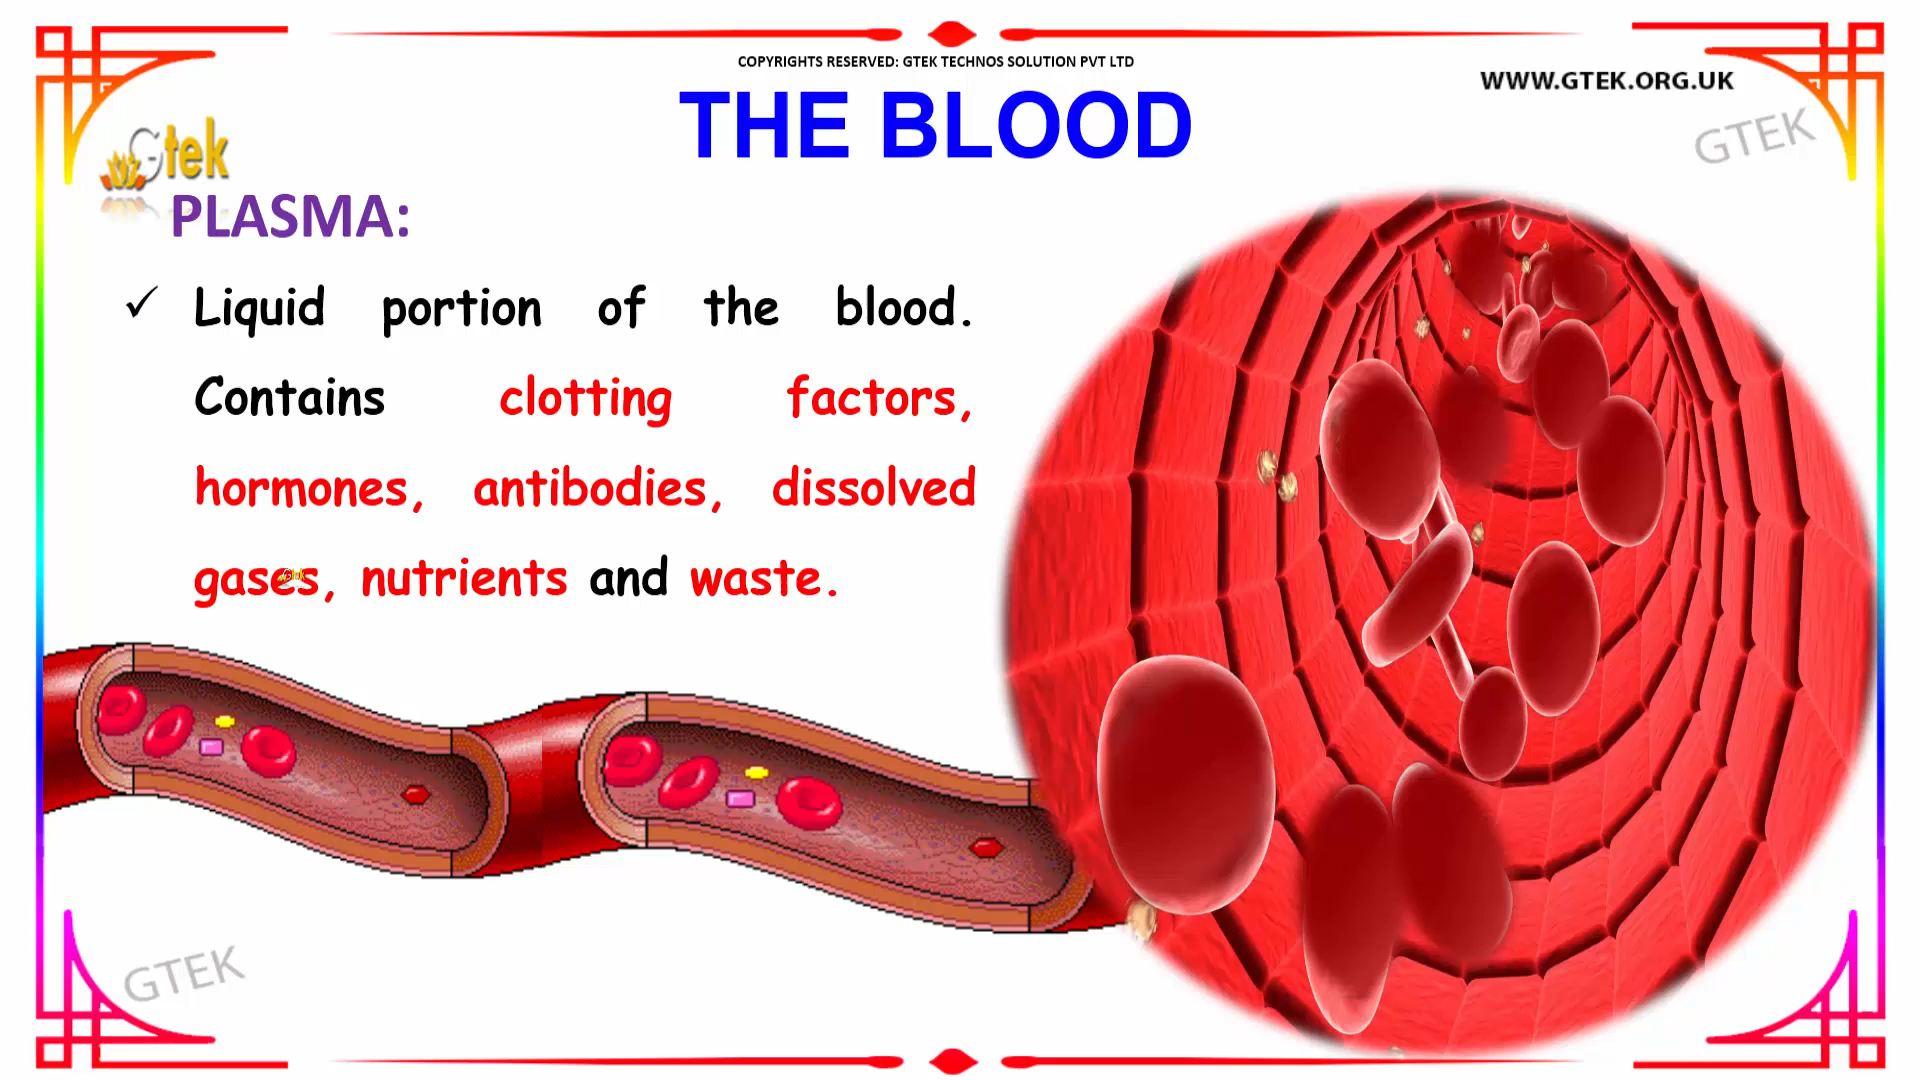 COPYRIGHTS RESERVED: GTEK TECHNOS SOLUTION PVT LTD
WWW.GTEK.ORG.UK
THE BLOOD
GTEK
Gtek
PLASMA:
✓ Liquid portion of the blood.
Contains clotting factors,
hormones, antibodies, dissolved
gases, nutrients and waste.
Gtek
GTEK